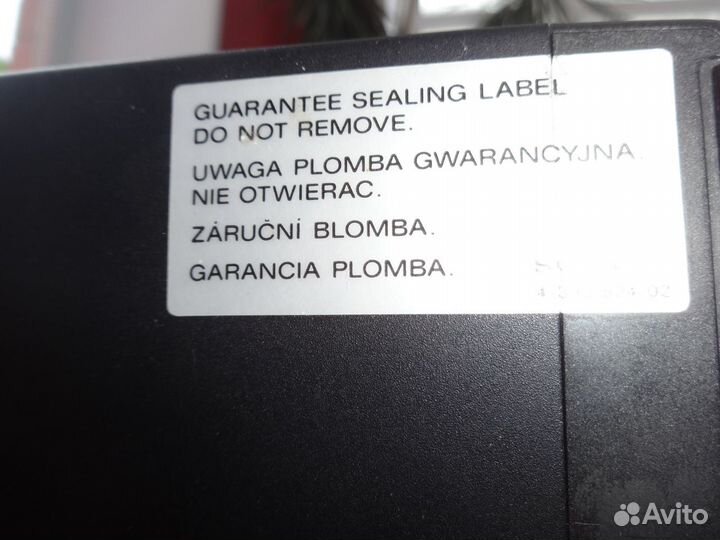 GUARANTEE SEALING LABEL
DO NOT REMOVE.
UWAGA PLOMBA GWARANCYJNA.
NIE OTWIERAC.
ZÁRUČNÍ BLOMBA.
GARANCIA PLOMBA.
Avito